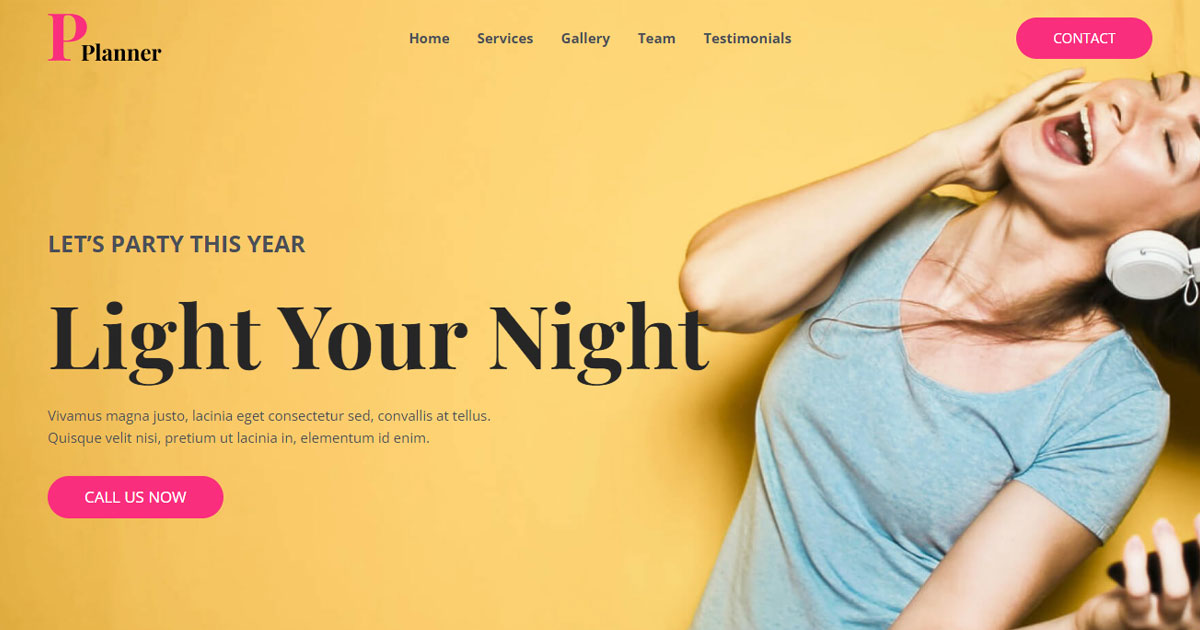 P Planner
Home Services Gallery Team Testimonials
CONTACT
LET’S PARTY THIS YEAR
Light Your Night
Vivamus magna justo, lacinia eget consectetur sed, convallis at tellus.
Quisque velit nisi, pretium ut lacinia in, elementum id enim.
CALL US NOW